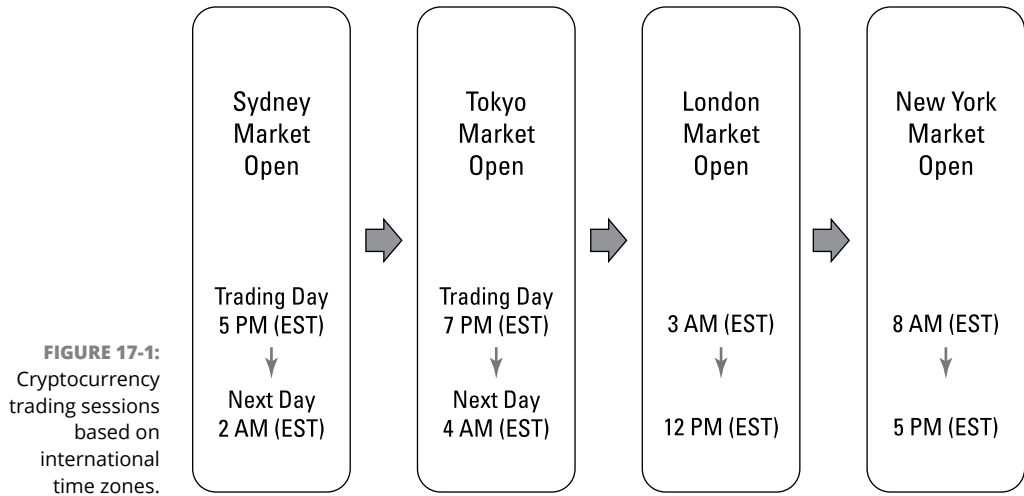 Sydney
Market
Open
Trading Day
5 PM (EST)
Next Day
2 AM (EST)
Tokyo
Market
Open
Trading Day
7 PM (EST)
Next Day
4 AM (EST)
London
Market
Open
3 AM (EST)
12 PM (EST)
New York
Market
Open
8 AM (EST)
5 PM (EST)
FIGURE 17-1:
Cryptocurrency
trading sessions
based on
international
time zones.